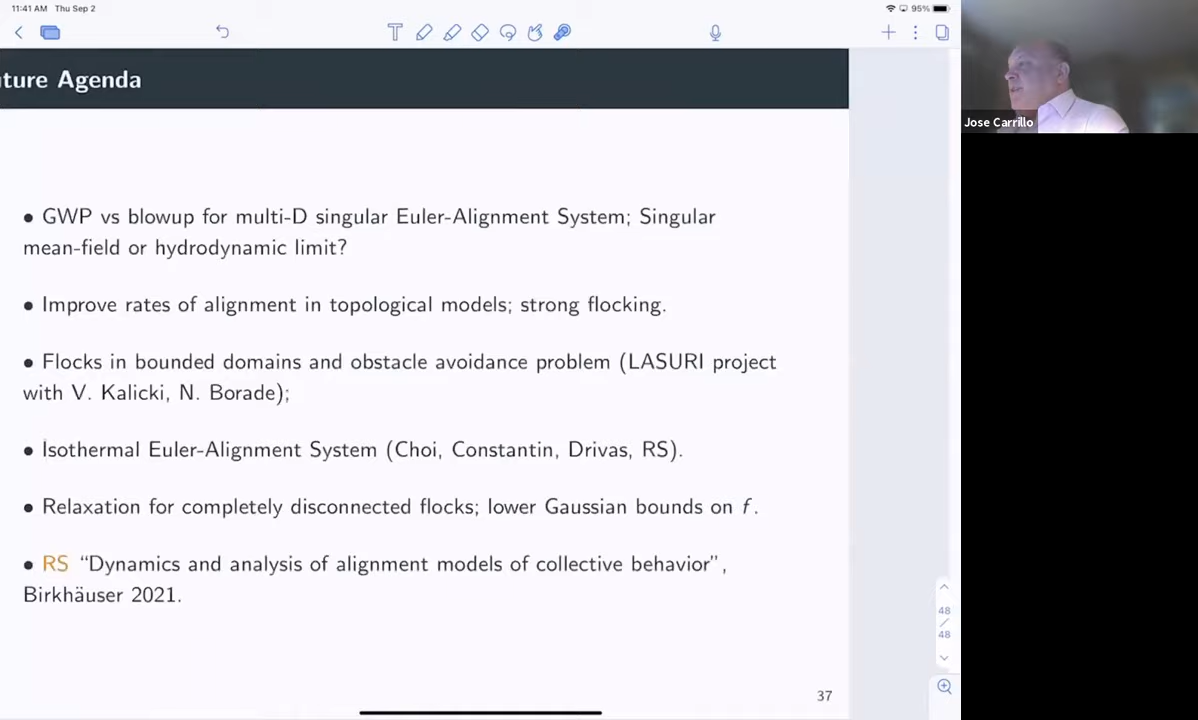 11:41 AM Thu Sep 2
95%
ture Agenda
Jose Carrillo
• GWP vs blowup for multi-D singular Euler-Alignment System; Singular
mean-field or hydrodynamic limit?
• Improve rates of alignment in topological models; strong flocking.
• Flocks in bounded domains and obstacle avoidance problem (LASURI project
with V. Kalicki, N. Borade);
• Isothermal Euler-Alignment System (Choi, Constantin, Drivas, RS).
• Relaxation for completely disconnected flocks; lower Gaussian bounds on f.
• RS “Dynamics and analysis of alignment models of collective behavior”,
Birkhäuser 2021.
48
/
48
37